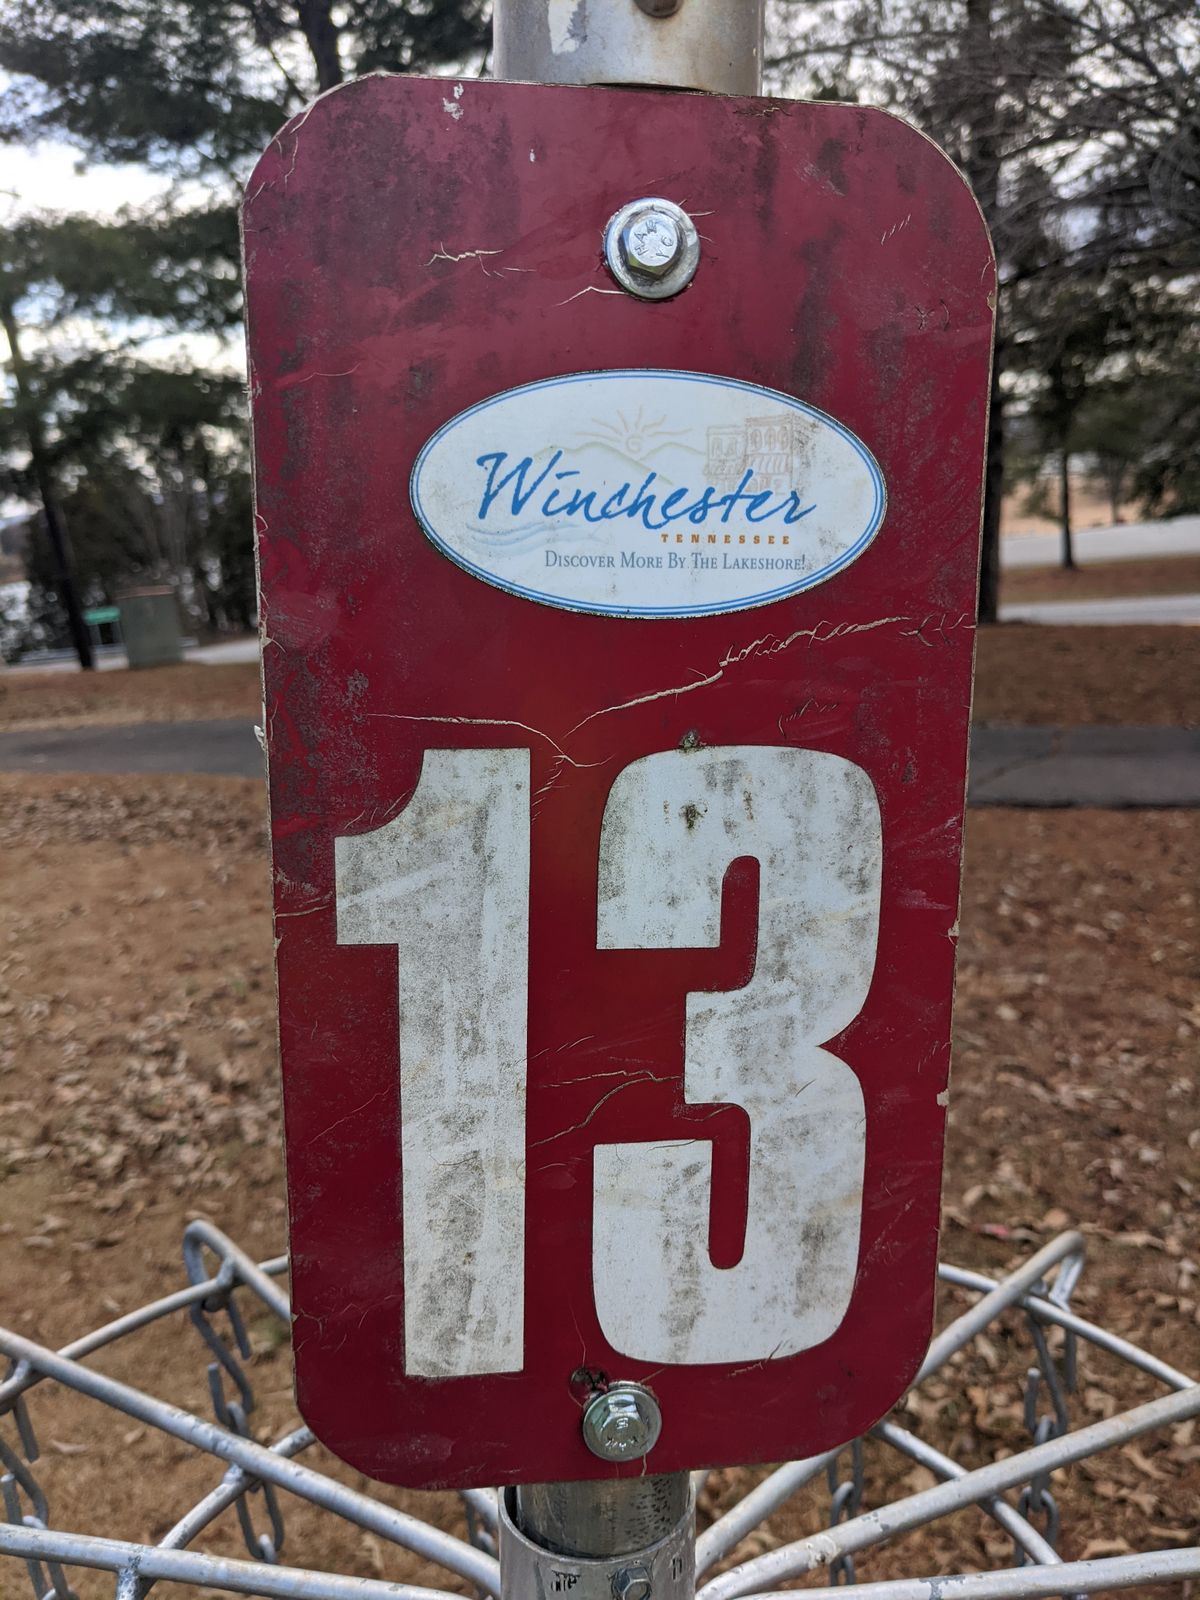 Winchester
TENNESSEE
DISCOVER MORE BY THE LAKESHORE!
13